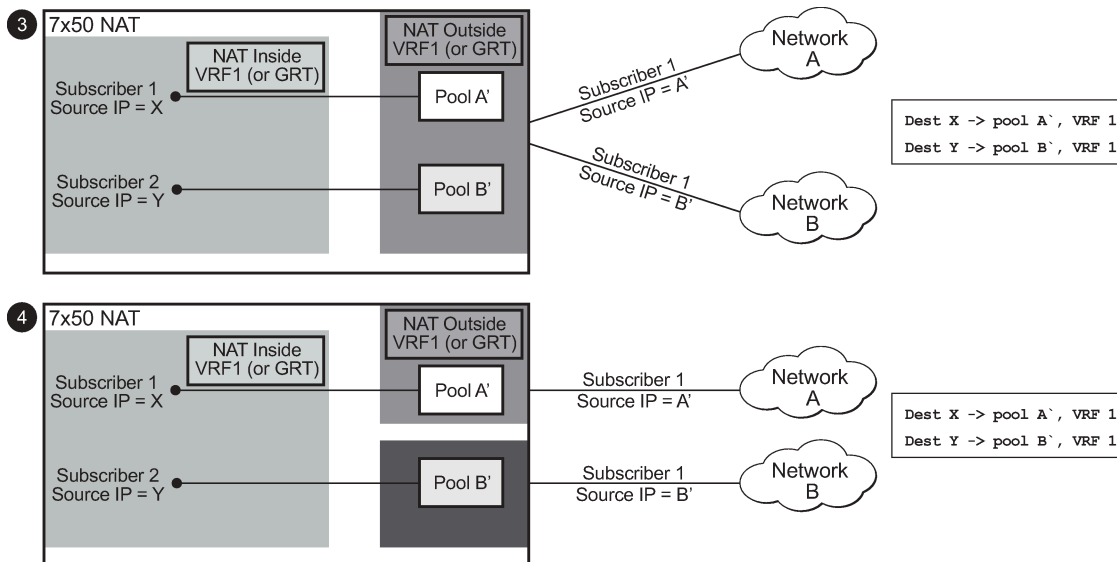 3
7x50 NAT
NAT Inside
VRF1 (or GRT)
NAT Outside
VRF1 (or GRT)
Subscriber 1
Source IP = X
Pool A'
Subscriber 2
Source IP = Y
Pool B'
Subscriber 1
Source IP = A'
Subscriber 1
Source IP = B'
Network
A
Network
B
Dest X -> pool A`, VRF 1
Dest Y -> pool B`, VRF 1
4
7x50 NAT
NAT Inside
VRF1 (or GRT)
NAT Outside
VRF1 (or GRT)
Subscriber 1
Source IP = X
Pool A'
Subscriber 2
Source IP = Y
Pool B'
Subscriber 1
Source IP = A'
Subscriber 1
Source IP = B'
Network
A
Network
B
Dest X -> pool A`, VRF 1
Dest Y -> pool B`, VRF 1